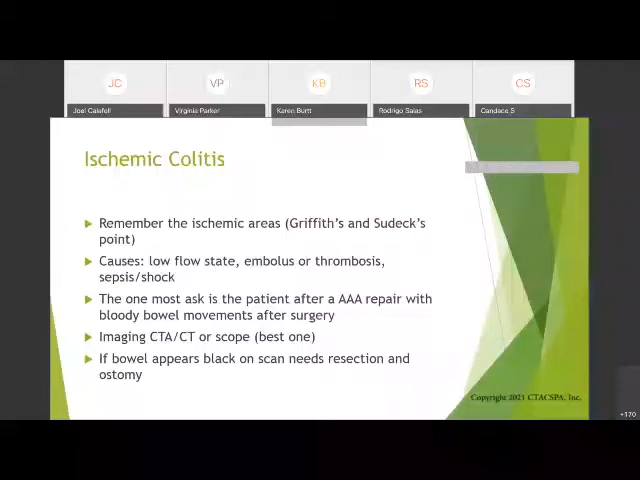 JC
VP
KB
RS
CS
Joel Calafell
Virginia Parker
Karen Burtt
Rodrigo Salas
Candace S
Ischemic Colitis
Remember the ischemic areas (Griffith's and Sudeck's
point)
Causes: low flow state, embolus or thrombosis,
sepsis/shock
The one most ask is the patient after a AAA repair with
bloody bowel movements after surgery
Imaging CTA/CT or scope (best one)
If bowel appears black on scan needs resection and
ostomy
Copyright 2021 CTACSPA, Inc.
+170